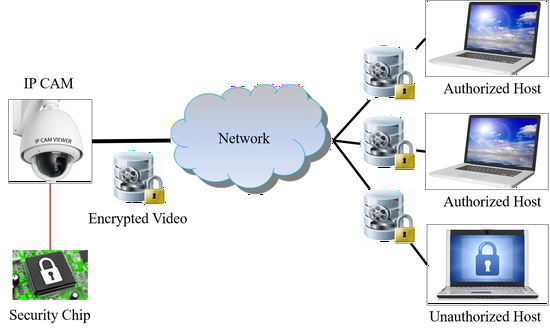 IP CAM
IP CAM VIEWER
Encrypted Video
Security Chip
Network
Authorized Host
Authorized Host
Unauthorized Host